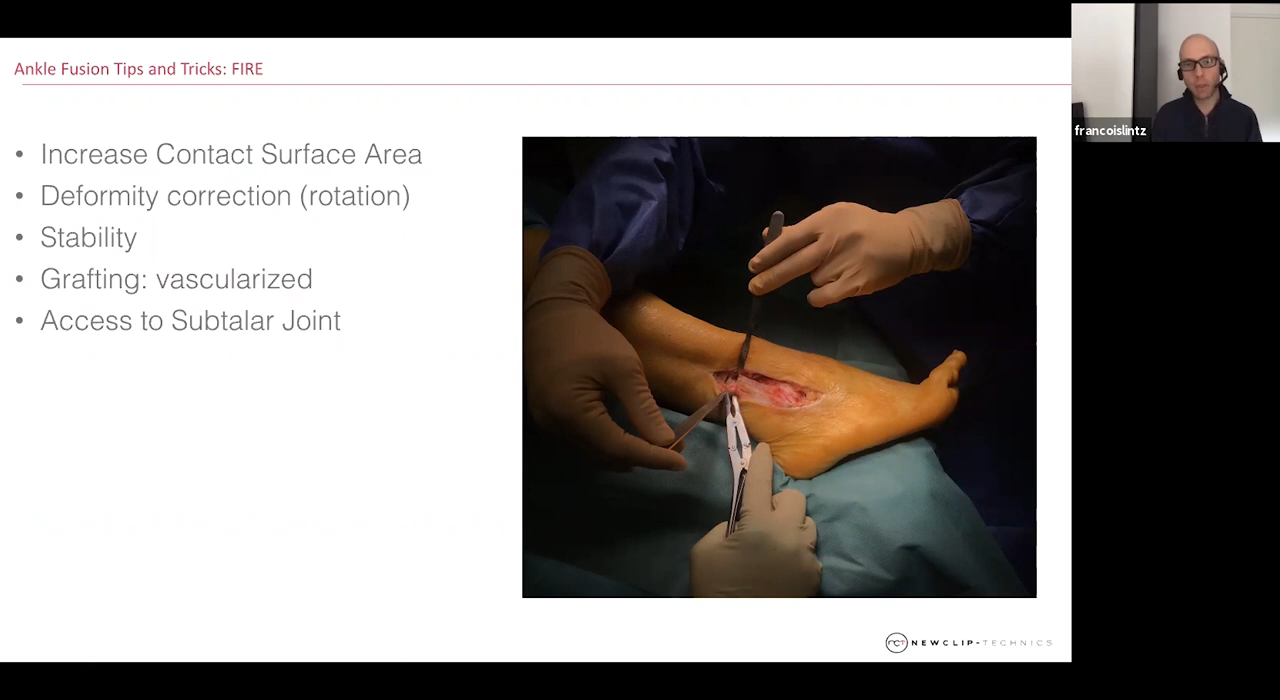 Ankle Fusion Tips and Tricks: FIRE
francoislintz
• Increase Contact Surface Area
• Deformity correction (rotation)
• Stability
• Grafting: vascularized
• Access to Subtalar Joint
NCT NEWCLIP-TECHNICS